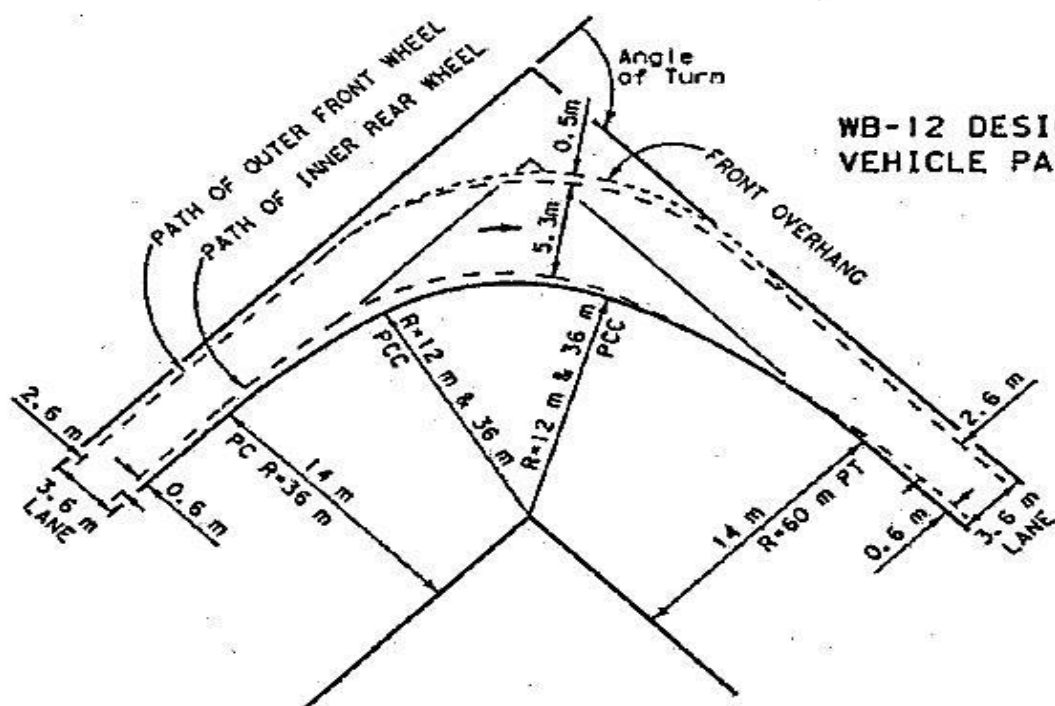 PATH OF OUTER FRONT WHEEL
PATH OF INNER REAR WHEEL
Angle
of Turn
WB-12 DESI
VEHICLE PA
0.5m
FRONT OVERHANG
5.3m
R=12 m & 36 m
PCC
R=12 m & 36 m
PCC
2.6 m
3.6 m
LANE
0.6 m
14 m
PC R=36 m
14 m
R=60 m PT
2.6 m
0.6 m
3.6 m
LANE